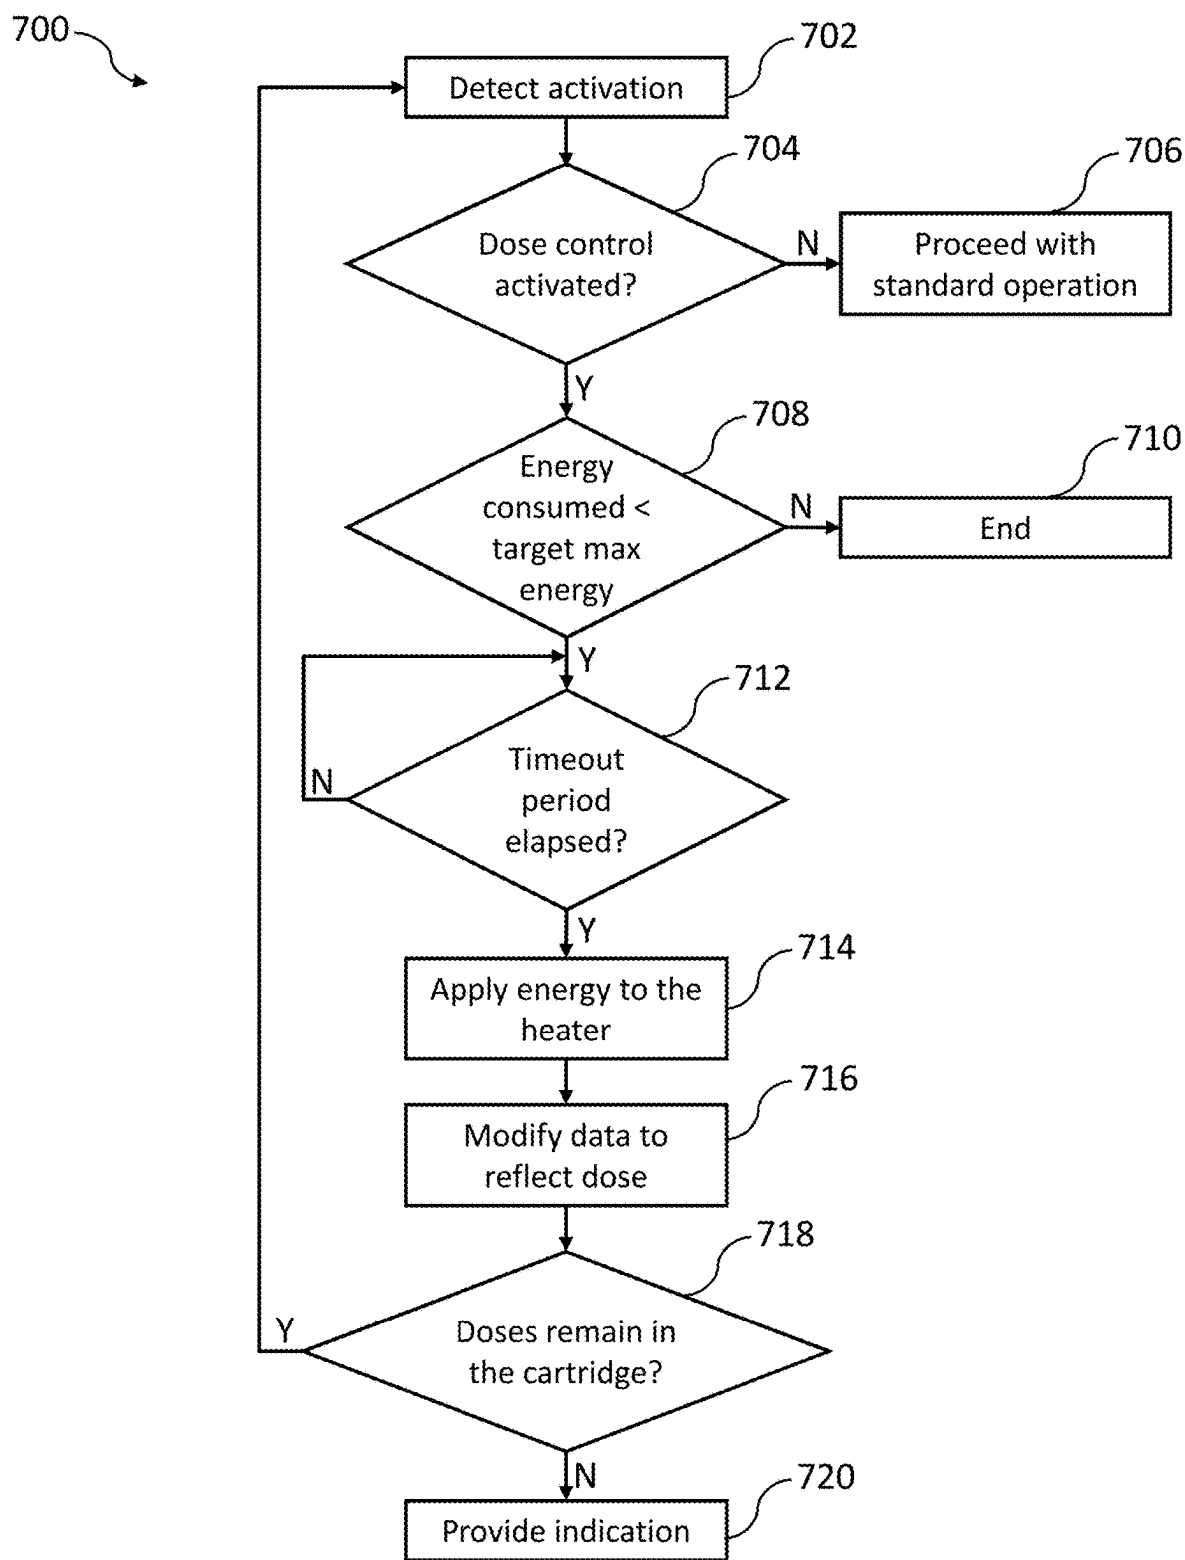 700
702
Detect activation
704
706
Dose control
activated?
N
Proceed with
standard operation
Y
708
710
Energy
consumed <
target max
energy
N
End
Y
712
Timeout
period
elapsed?
N
Y
714
Apply energy to the
heater
716
Modify data to
reflect dose
718
Y
Doses remain in
the cartridge?
N
720
Provide indication